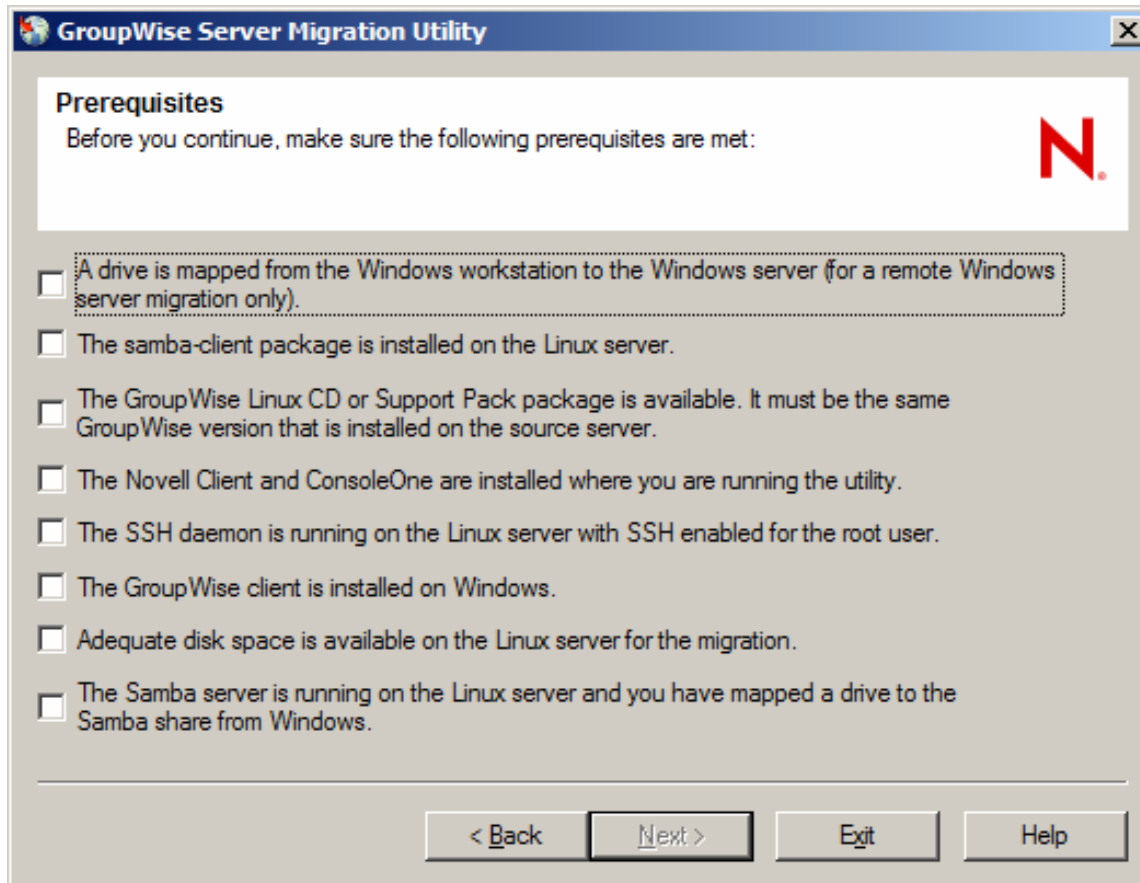 GroupWise Server Migration Utility
Prerequisites
Before you continue, make sure the following prerequisites are met:
N
A drive is mapped from the Windows workstation to the Windows server (for a remote Windows
server migration only).
The samba-client package is installed on the Linux server.
The GroupWise Linux CD or Support Pack package is available. It must be the same
GroupWise version that is installed on the source server.
The Novell Client and ConsoleOne are installed where you are running the utility.
The SSH daemon is running on the Linux server with SSH enabled for the root user.
The GroupWise client is installed on Windows.
Adequate disk space is available on the Linux server for the migration.
The Samba server is running on the Linux server and you have mapped a drive to the
Samba share from Windows.
< Back
Next >
Exit
Help